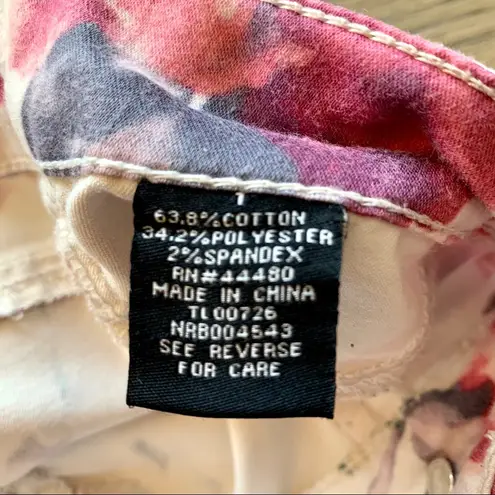 1
63.8%COTTON
34.2%POLYESTER
2%SPANDEX
RN#44480
MADE IN CHINA
TL00726
NRB004543
SEE REVERSE
FOR CARE